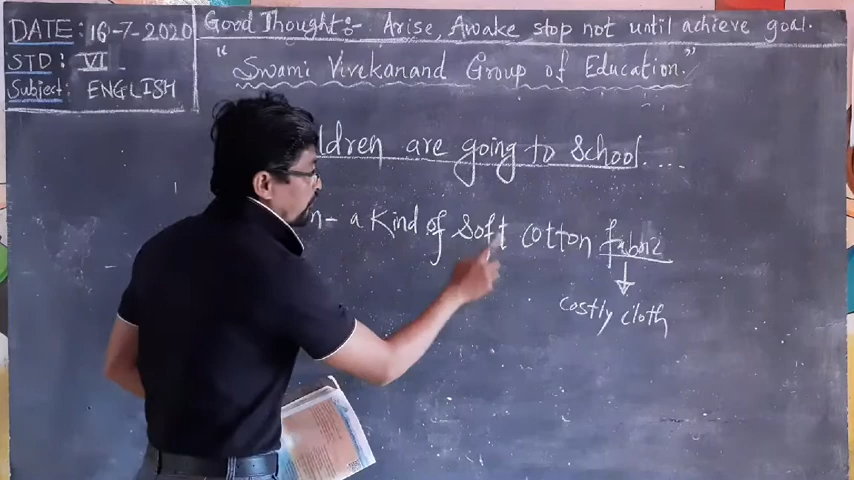 DATE: 16-7-2020
STD: VI
Subject: ENGLISH
Good Thought:- Arise, Awake stop not until achieve goal.
"Swami Vivekanand Group of Education."
ldren are going to School....
n- a Kind of Soft cotton
costly cloth